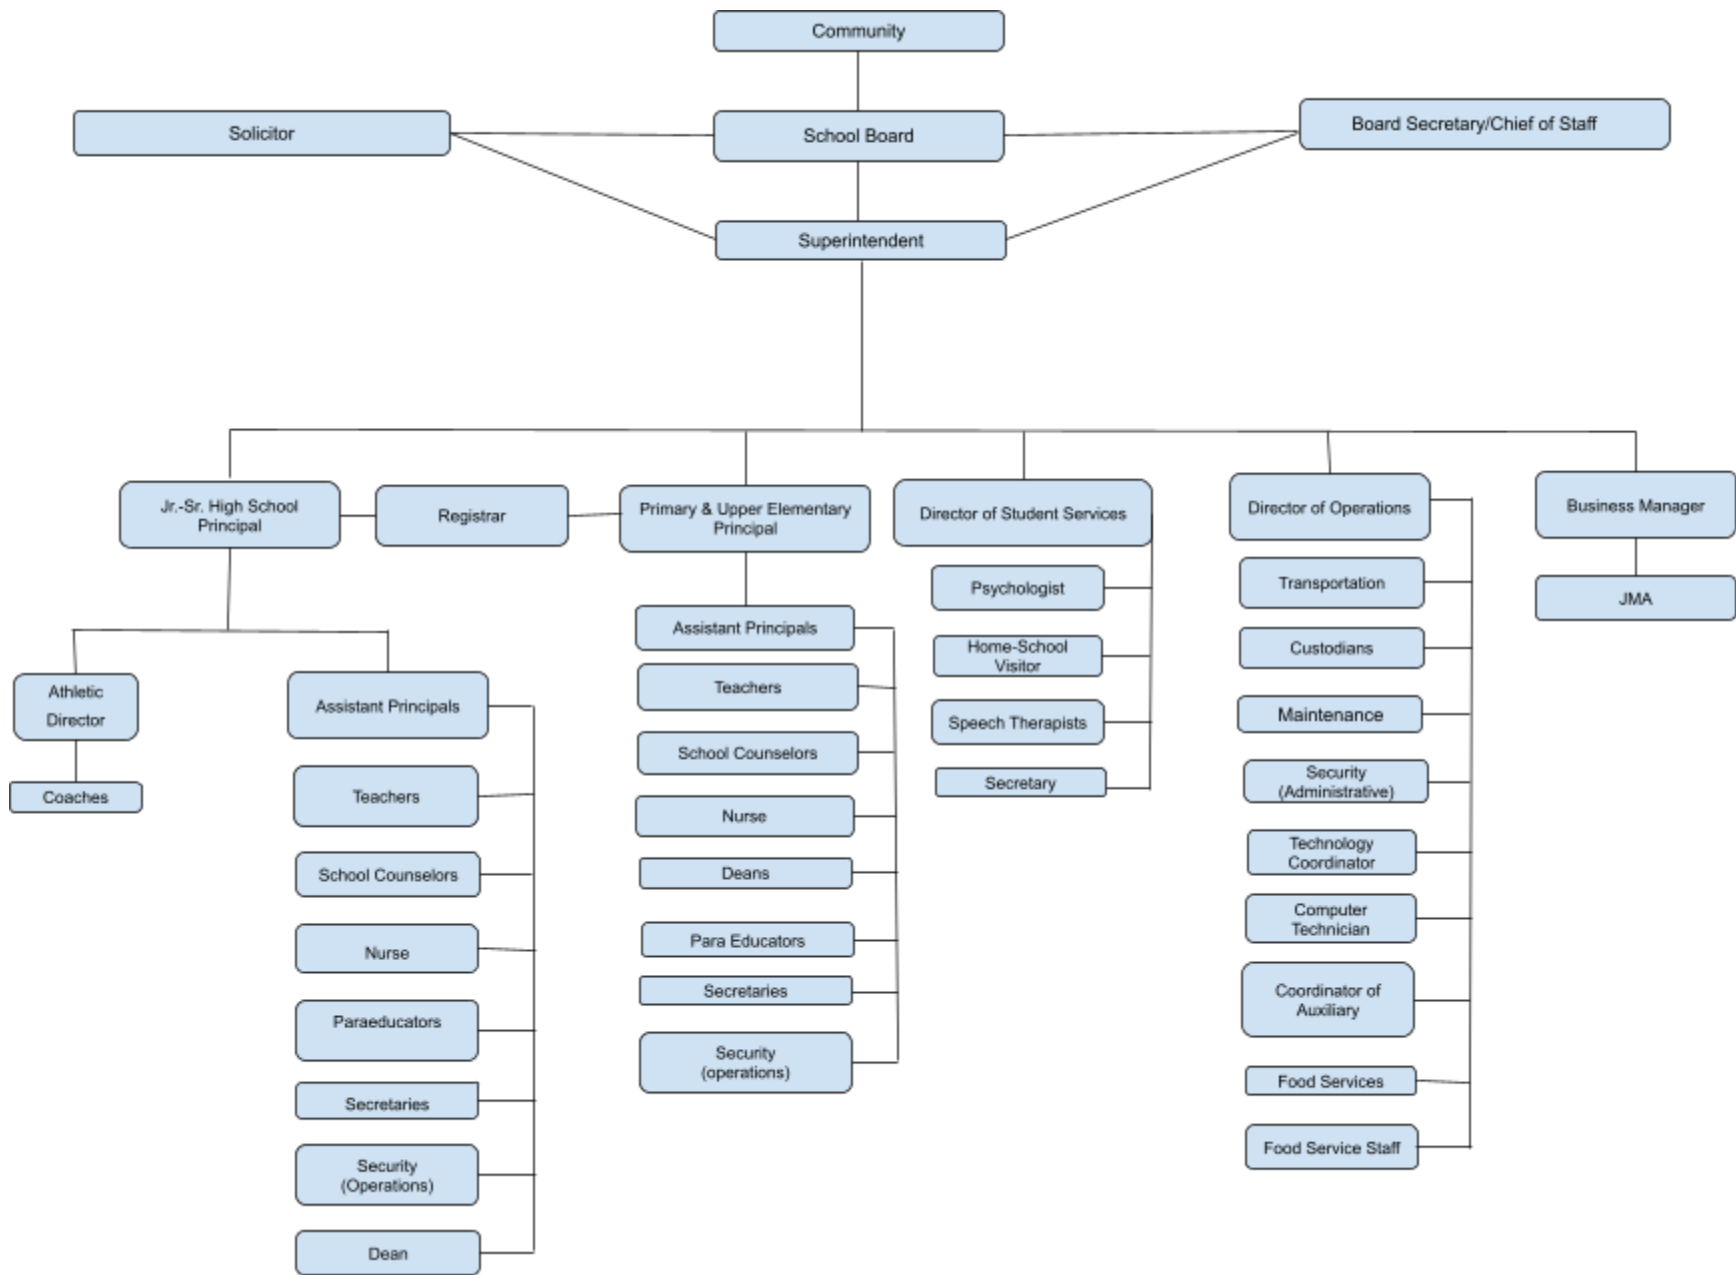 Community
Solicitor
School Board
Board Secretary/Chief of Staff
Superintendent
Jr.-Sr. High School
Principal
Registrar
Primary & Upper Elementary
Principal
Director of Student Services
Director of Operations
Business Manager
Athletic
Director
Coaches
Assistant Principals
Teachers
School Counselors
Nurse
Paraeducators
Secretaries
Security
(Operations)
Dean
Assistant Principals
Teachers
School Counselors
Nurse
Deans
Para Educators
Secretaries
Security
(operations)
Psychologist
Home-School
Visitor
Speech Therapists
Secretary
Transportation
Custodians
Maintenance
Security
(Administrative)
Technology
Coordinator
Computer
Technician
Coordinator of
Auxiliary
Food Services
Food Service Staff
JMA